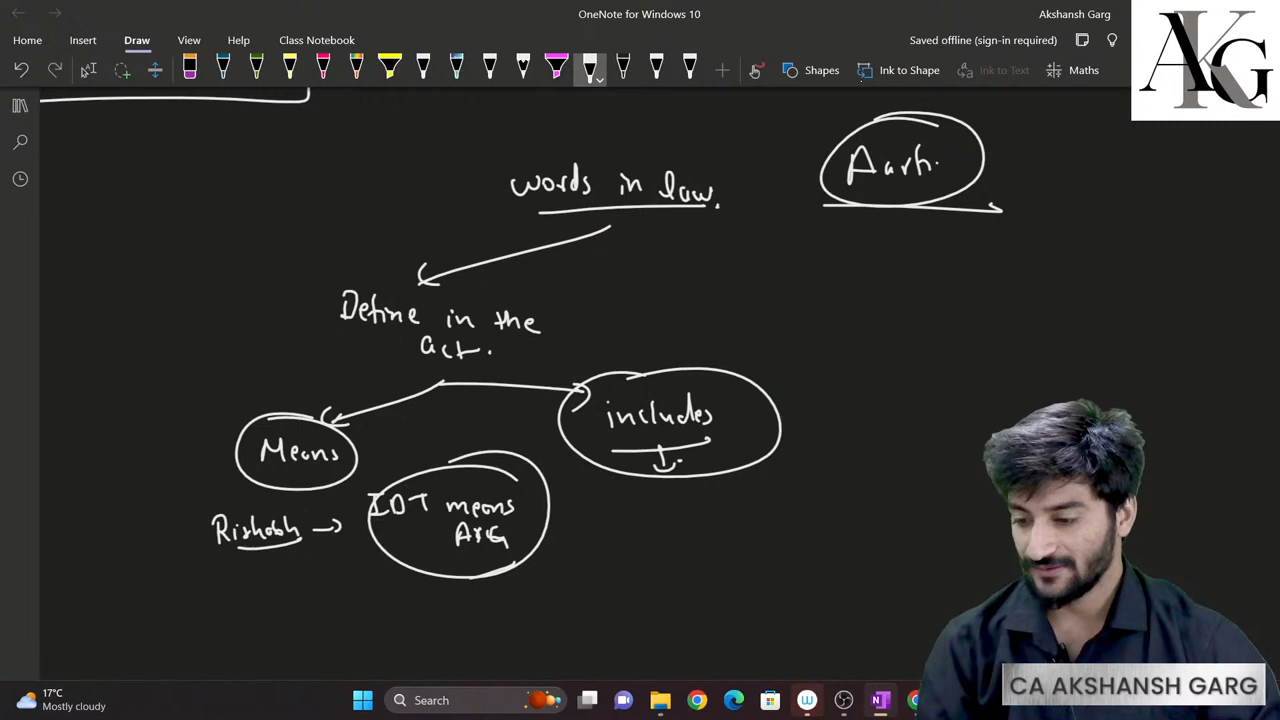 OneNote for Windows 10
Akshansh Garg
Home Insert Draw View Help Class Notebook
Saved offline (sign-in required)
Shapes
Ink to Shape
Ink to Text
Maths
AKG
words in law.
Define in the
act.
Means
includes
IDT means
AKG
Rishabh →
CA AKSHANSH GARG
17°C
Mostly cloudy
Search